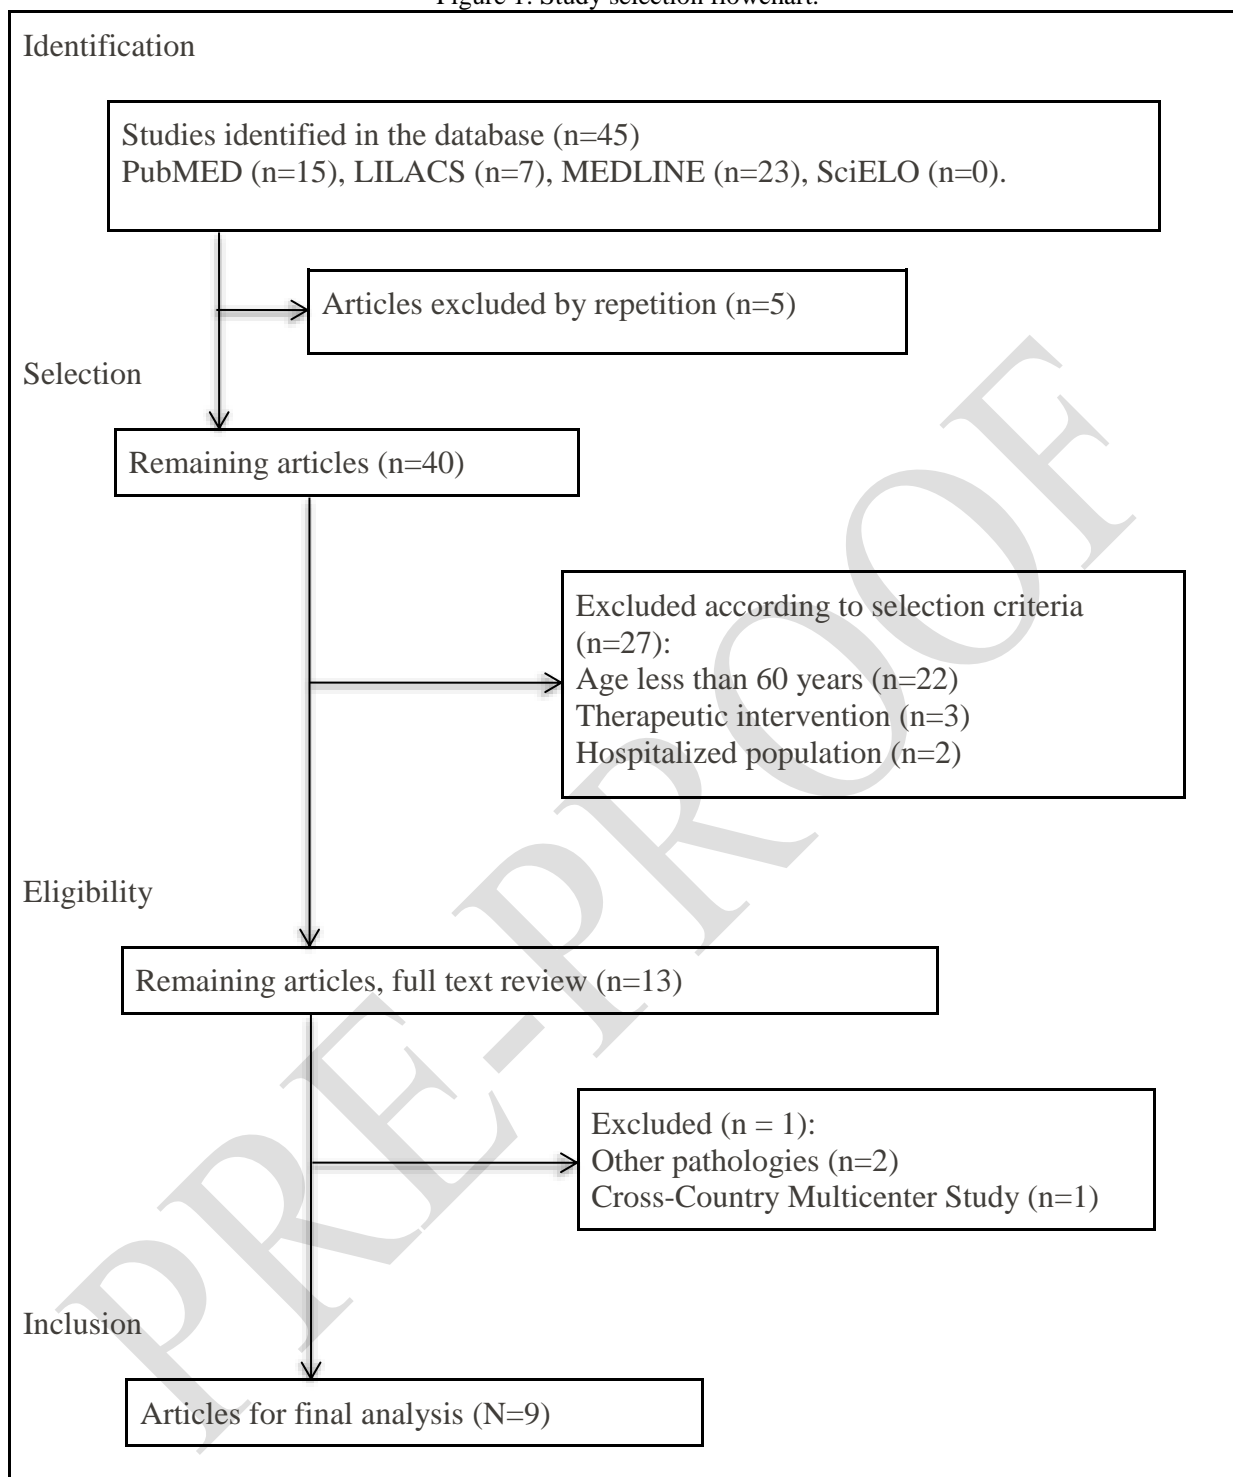 Figure 1. Study selection flowchart.
Identification
Studies identified in the database (n=45)
PubMED (n=15), LILACS (n=7), MEDLINE (n=23), SciELO (n=0).
Articles excluded by repetition (n=5)
Selection
Remaining articles (n=40)
Excluded according to selection criteria
(n=27):
Age less than 60 years (n=22)
Therapeutic intervention (n=3)
Hospitalized population (n=2)
Eligibility
Remaining articles, full text review (n=13)
Excluded (n = 1):
Other pathologies (n=2)
Cross-Country Multicenter Study (n=1)
Inclusion
Articles for final analysis (N=9)
PRE-PROOF